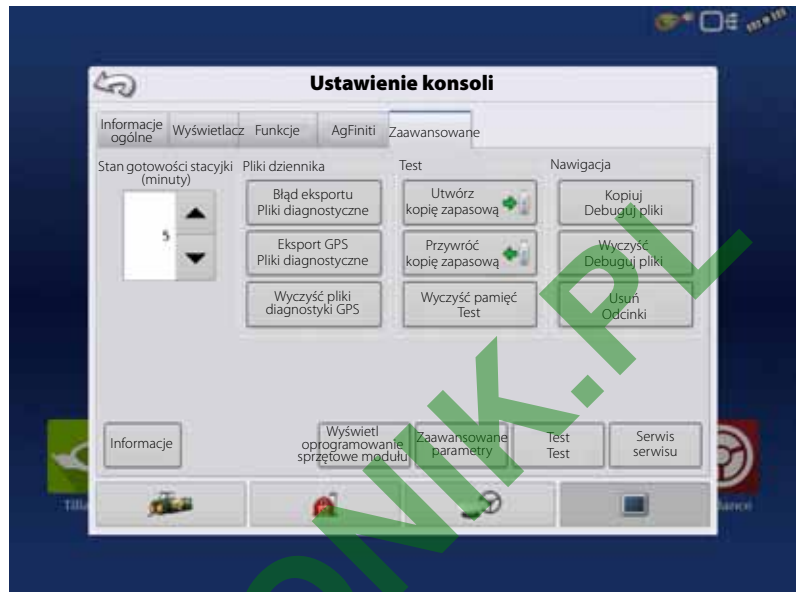 Ustawienie konsoli
Informacje
ogólne
Wyświetlacz
Funkcje
AgFiniti
Zaawansowane
Stan gotowości stacyjki
(minuty)
5
Pliki dziennika
Błąd eksportu
Pliki diagnostyczne
Eksport GPS
Pliki diagnostyczne
Wyczyść pliki
diagnostyki GPS
Test
Utwórz
kopię zapasową
Przywróć
kopię zapasową
Wyczyść pamięć
Test
Nawigacja
Kopiuj
Debuguj pliki
Wyczyść
Debuguj pliki
Usuń
Odcinki
Informacje
Wyświetl
oprogramowanie
sprzętowe modułu
Zaawansowane
parametry
Test
Test
Serwis
serwisu
ONIK.PL